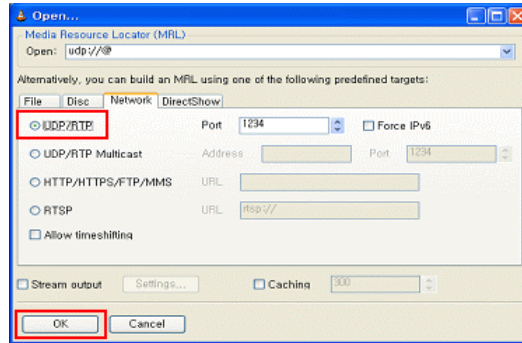 Open...
Media Resource Locator (MRL)
Open: udp://@
Alternatively, you can build an MRL using one of the following predefined targets:
File Disc Network DirectShow
UDP/RTP Port 1234 Force IPv6
UDP/RTP Multicast Address Port 1234
HTTP/HTTPS/FTP/MMS URL
RTSP URL rtsp://
Allow timeshifting
Stream output Settings... Caching 300
OK Cancel